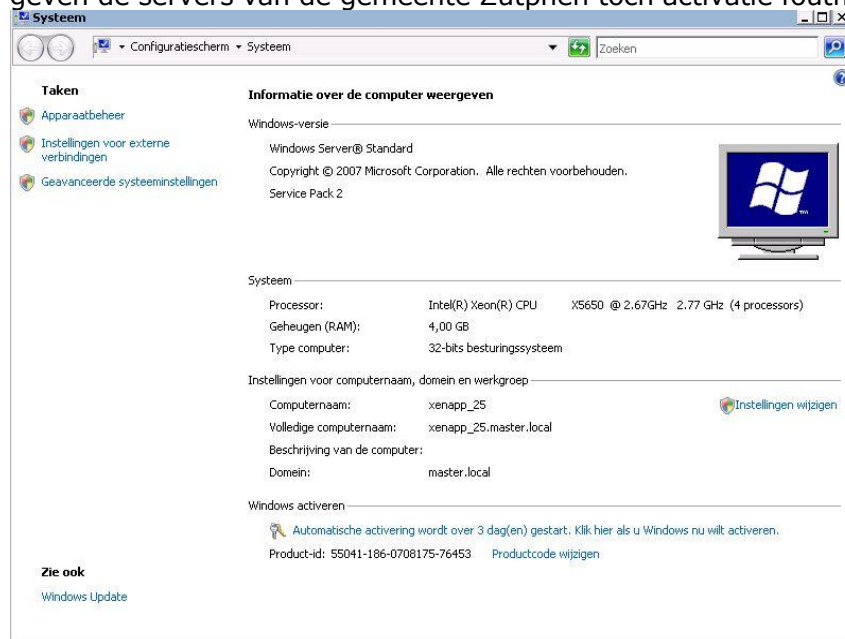 geven de servers van de gemeente Zutphen toch activatie
Systeem
Configuratiescherm Systeem Zoeken
Taken
Apparaatbeheer
Instellingen voor externe
verbindingen
Geavanceerde systeeminstellingen
Informatie over de computer weergeven
Windows-versie
Windows Server® Standard
Copyright © 2007 Microsoft Corporation. Alle rechten voorbehouden.
Service Pack 2
Systeem
Processor: Intel(R) Xeon(R) CPU X5650 @ 2.67GHz 2.77 GHz (4 processors)
Geheugen (RAM): 4,00 GB
Type computer: 32-bits besturingssysteem
Instellingen voor computernaam, domein en werkgroep
Computernaam: xenapp_25 Instellingen wijzigen
Volledige computernaam: xenapp_25.master.local
Beschrijving van de computer:
Domein: master.local
Windows activeren
Automatische activering wordt over 3 dag(en) gestart. Klik hier als u Windows nu wilt activeren.
Product-id: 55041-186-0708175-76453 Productcode wijzigen
Zie ook
Windows Update